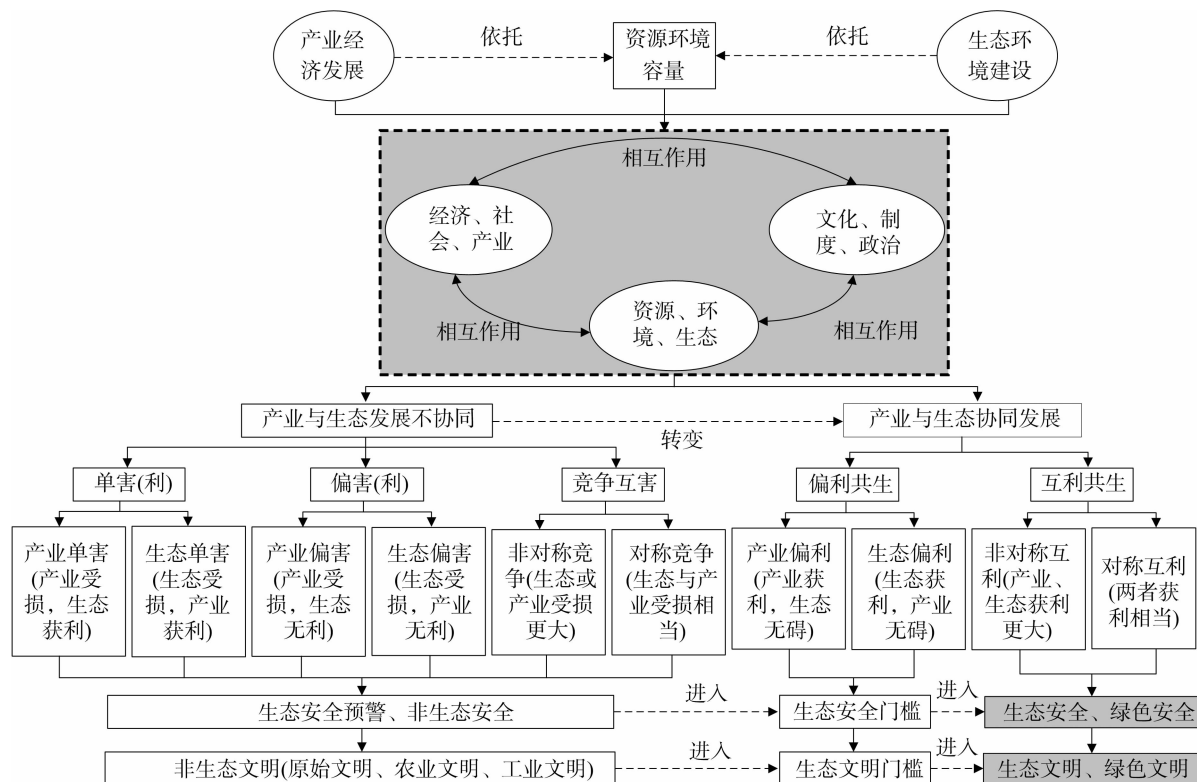 产业经
济发展
依托
资源环境
容量
依托
生态环
境建设
相互作用
经济、社
会、产业
文化、制
度、政治
资源、环
境、生态
相互作用
相互作用
产业与生态发展不协同
转变
产业与生态协同发展
单害(利)
偏害(利)
竞争互害
偏利共生
互利共生
产业单害
(产业受
损，生态
获利)
生态单害
(生态受
损，产业
获利)
产业偏害
(产业受
损，生态
无利)
生态偏害
(生态受
损，产业
无利)
非对称竞
争(生态或
产业受损
更大)
对称竞争
(生态与产
业受损相
当)
产业偏利
(产业获
利，生态
无碍)
生态偏利
(生态获
利，产业
无碍)
非对称互
利(产业、
生态获利
更大)
对称互利
(两者获
利相当)
生态安全预警、非生态安全
进入
生态安全门槛
进入
生态安全、绿色安全
非生态文明(原始文明、农业文明、工业文明)
进入
生态文明门槛
进入
生态文明、绿色文明